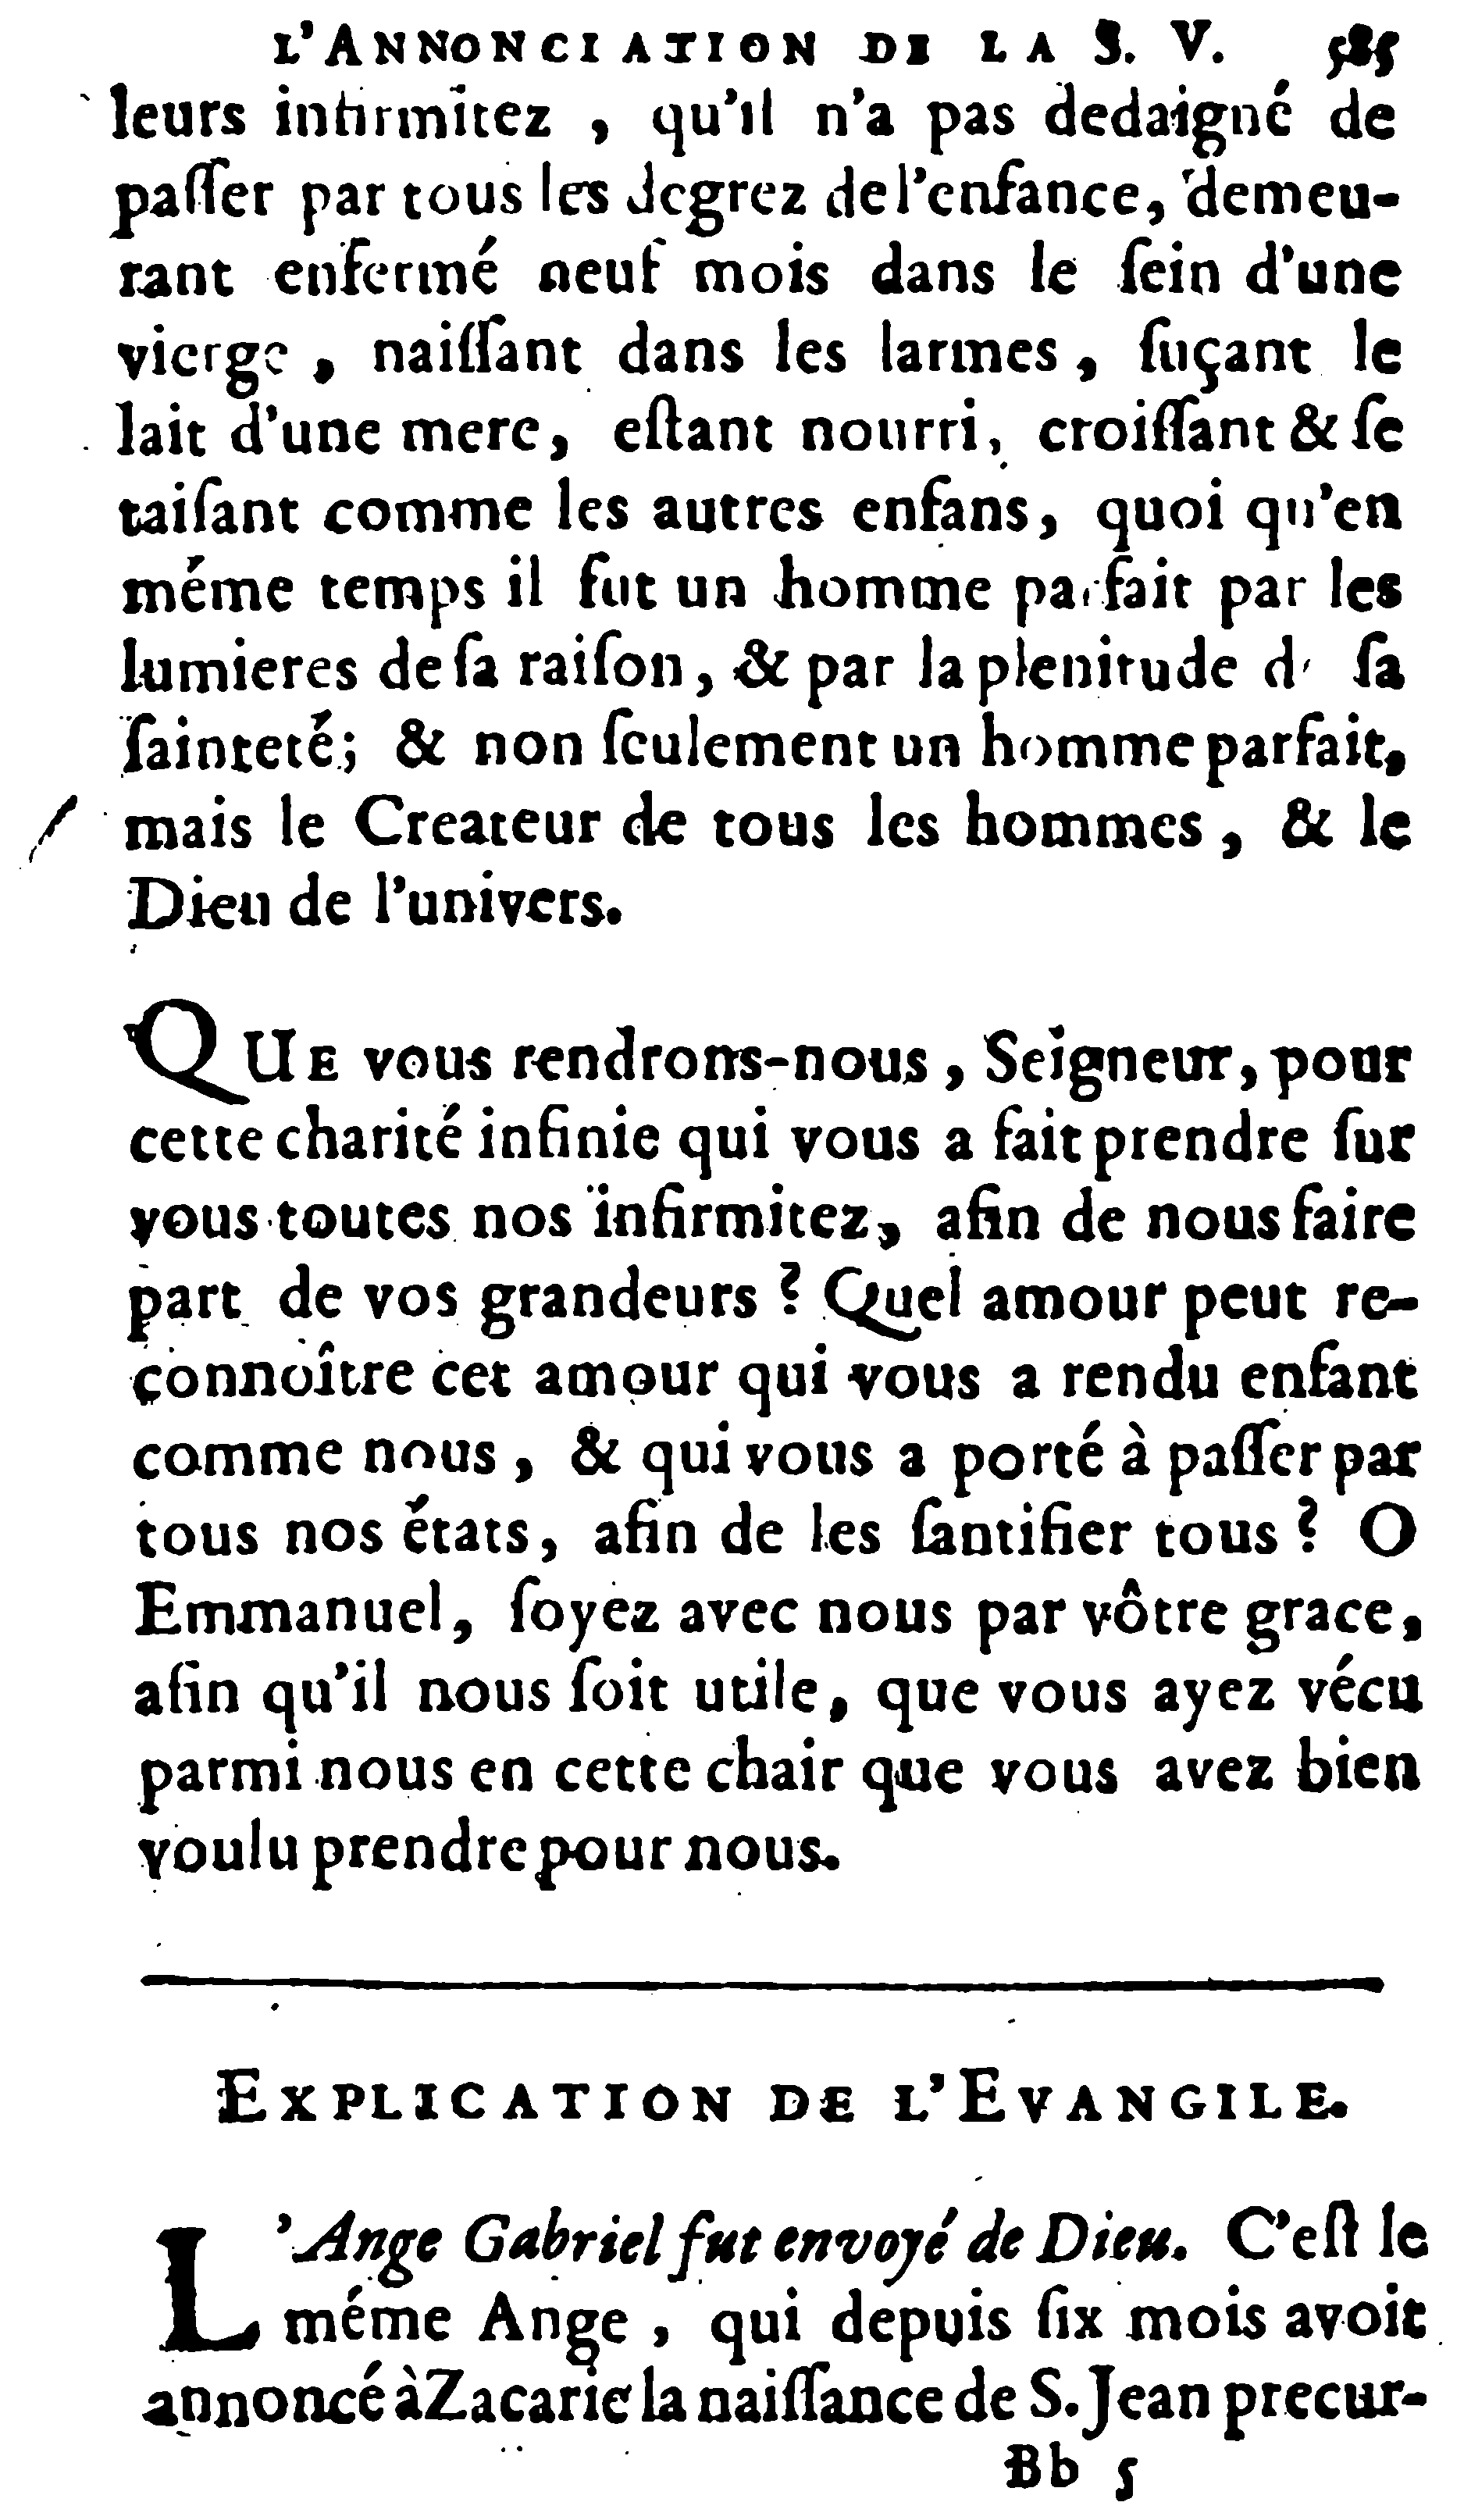 L'ANNONCIATION DE LA S. V. 585
leurs infirmitez , qu'il n'a pas dedaigné de
paſſer par tous les degrez de l'enfance, demeu-
rant enfermé neuf mois dans le ſein d'une
vierge , naiſſant dans les larmes , ſuçant le
lait d'une mere, eſtant nourri, croiſſant & ſe
taiſant comme les autres enfans, quoi qu'en
méme temps il fut un homme parfait par les
lumieres de ſa raiſon, & par la plenitude de ſa
ſainteté; & non ſeulement un homme parfait,
mais le Createur de tous les hommes , & le
Dieu de l'univers.
QUE vous rendrons-nous , Seigneur, pour
cette charité infinie qui vous a fait prendre ſur
vous toutes nos infirmitez, afin de nous faire
part de vos grandeurs ? Quel amour peut re-
connoître cet amour qui vous a rendu enfant
comme nous , & qui vous a porté à paſſer par
tous nos états, afin de les ſantifier tous ? O
Emmanuel, ſoyez avec nous par vôtre grace,
afin qu'il nous ſoit utile, que vous ayez vécu
parmi nous en cette chair que vous avez bien
voulu prendre pour nous.
EXPLICATION DE L'EVANGILE.
L'Ange Gabriel fut envoyé de Dieu. C'eſt le
méme Ange , qui depuis ſix mois avoit
annoncé à Zacarie la naiſſance de S. Jean precur-
Bb 5